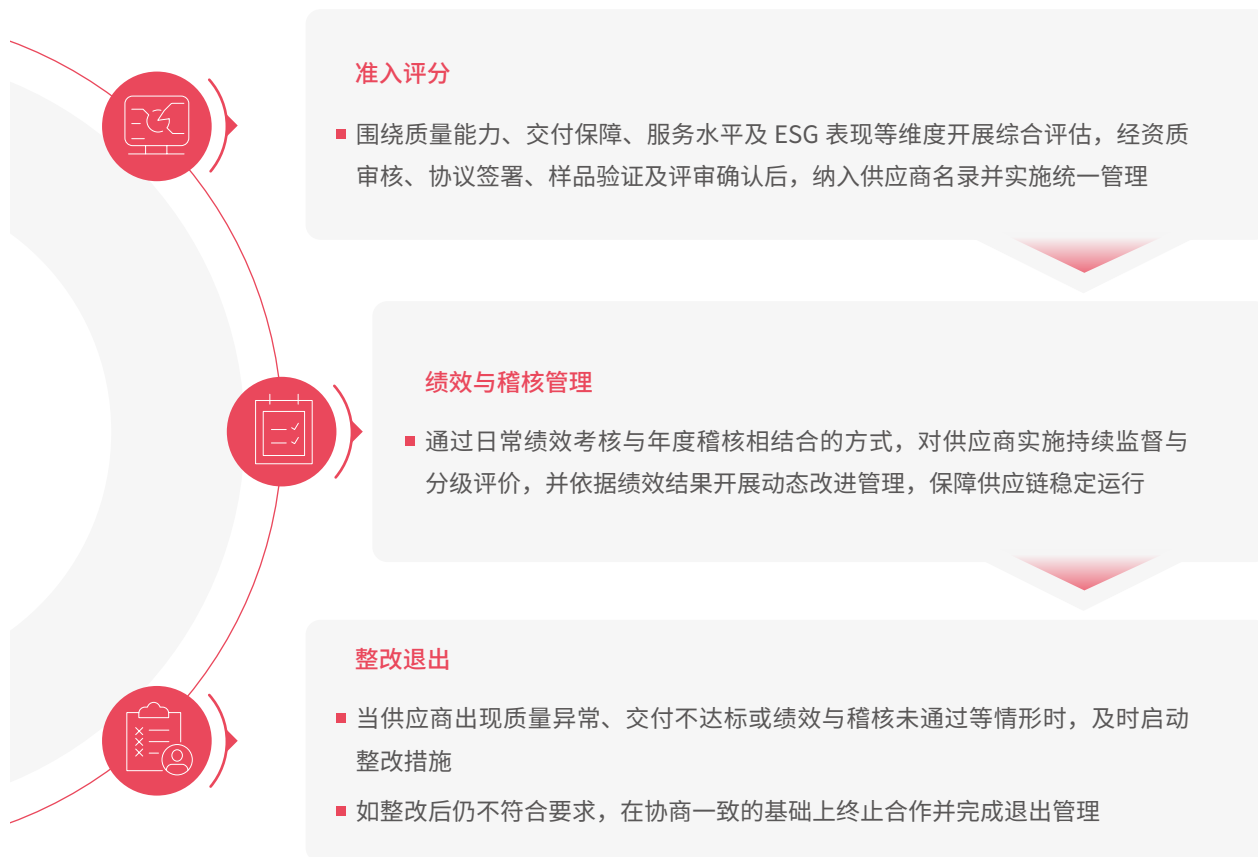 准入评分
围绕质量能力、交付保障、服务水平及 ESG 表现等维度开展综合评估，经资质
审核、协议签署、样品验证及评审确认后，纳入供应商名录并实施统一管理
绩效与稽核管理
通过日常绩效考核与年度稽核相结合的方式，对供应商实施持续监督与
分级评价，并依据绩效结果开展动态改进管理，保障供应链稳定运行
整改退出
当供应商出现质量异常、交付不达标或绩效与稽核未通过等情形时，及时启动
整改措施
如整改后仍不符合要求，在协商一致的基础上终止合作并完成退出管理